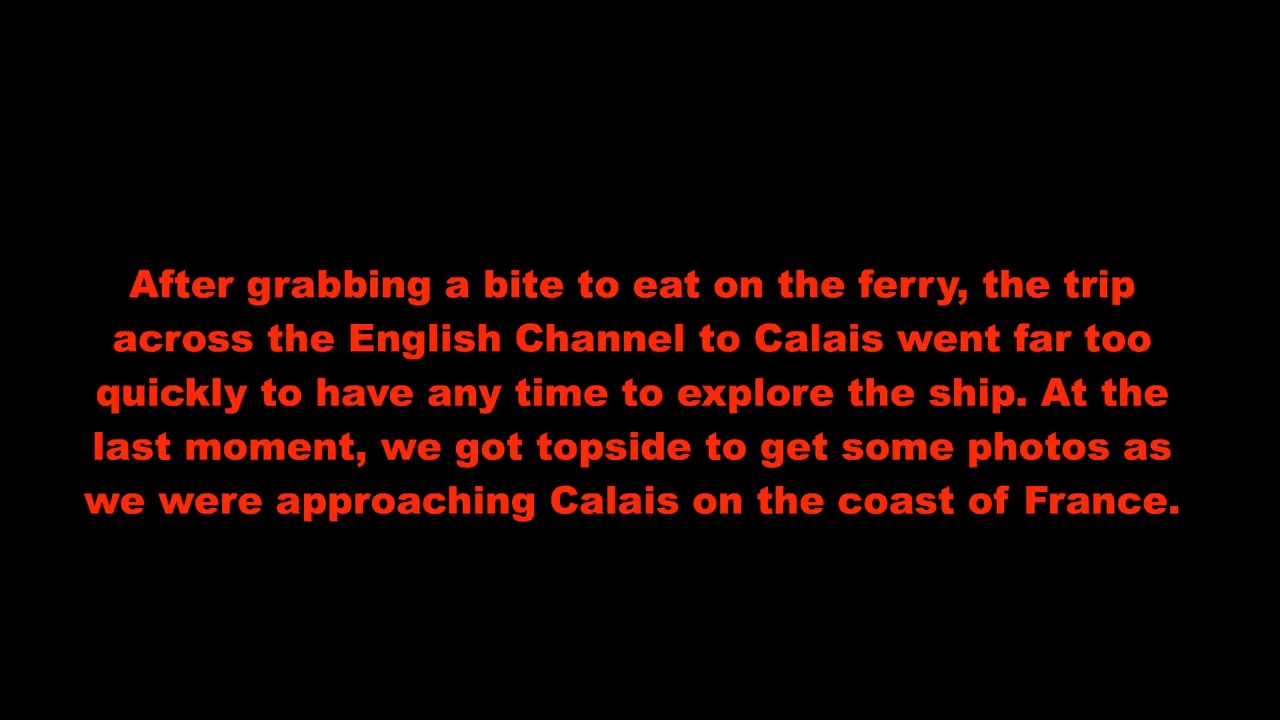 After grabbing a bite to eat on the ferry, the trip
across the English Channel to Calais went far too
quickly to have any time to explore the ship. At the
last moment, we got topside to get some photos as
we were approaching Calais on the coast of France.